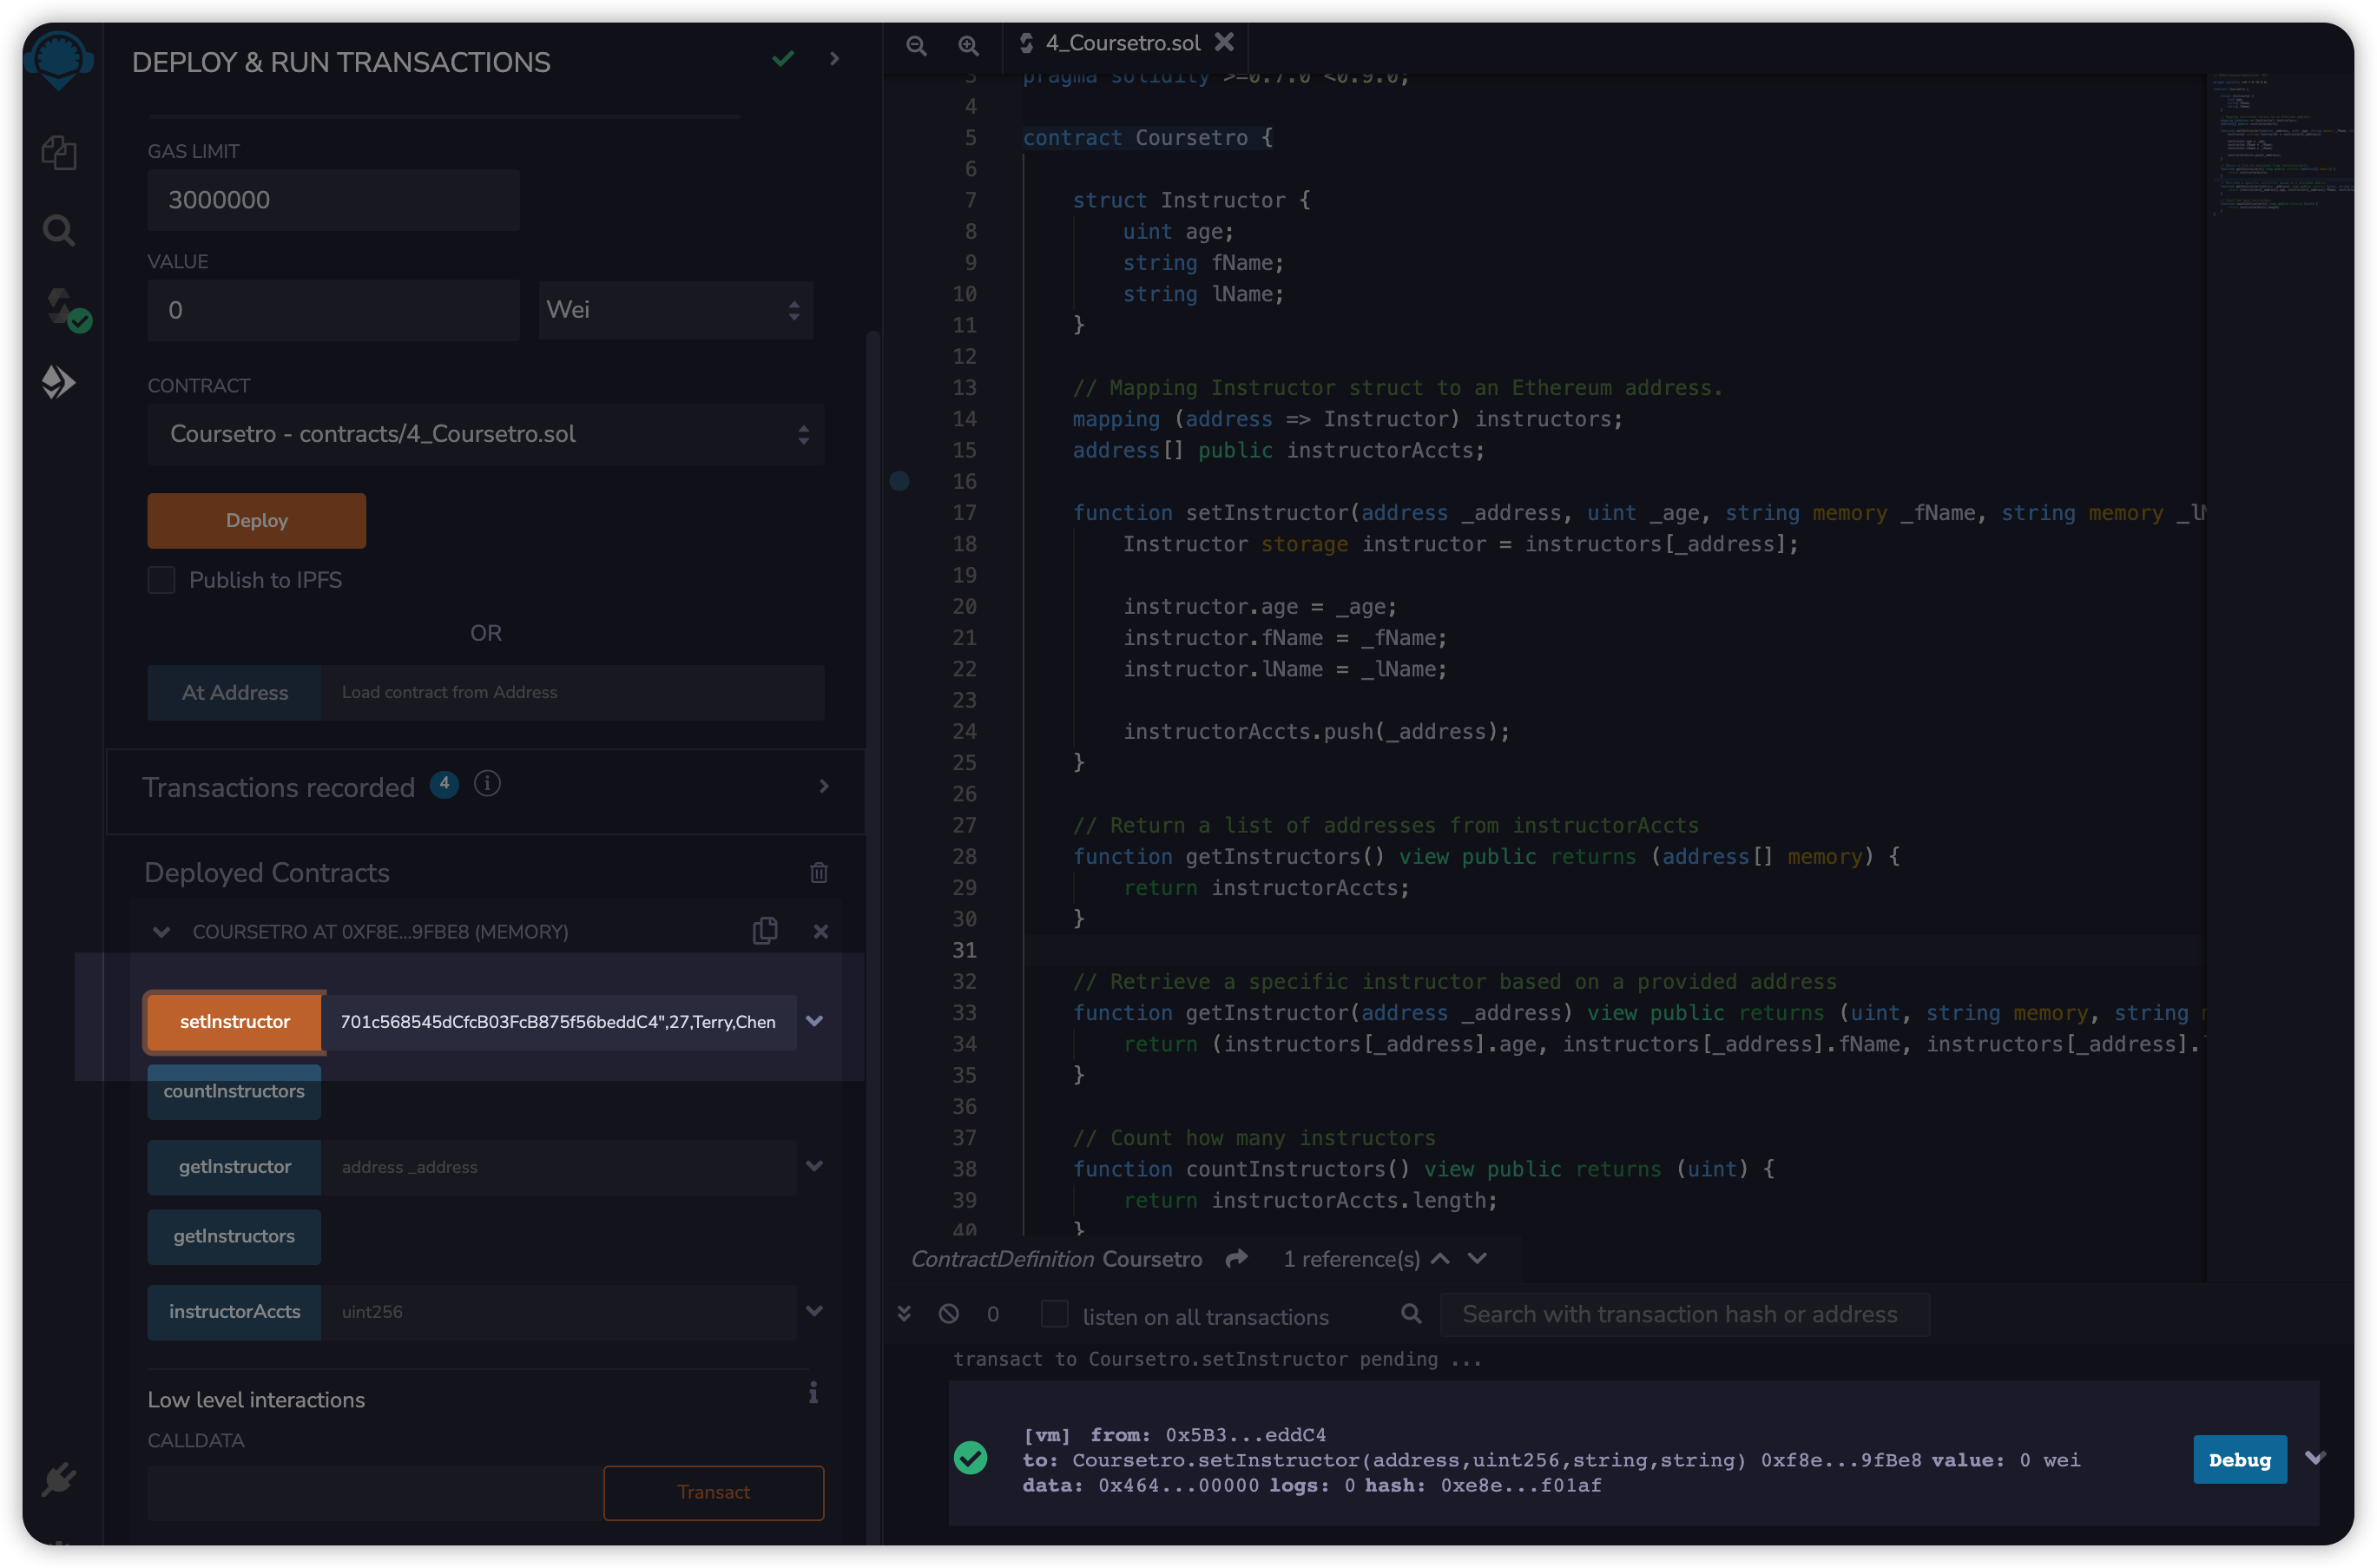 DEPLOY & RUN TRANSACTIONS
GAS LIMIT
3000000
VALUE
0
Wei
CONTRACT
Coursetro - contracts/4_Coursetro.sol
Deploy
Publish to IPFS
OR
At Address
Load contract from Address
Transactions recorded 4 i
Deployed Contracts
COURSETRO AT 0XF8E...9FBE8 (MEMORY)
setInstructor
701c568545dCfcB03FcB875f56beddC4",27,Terry,Chen
countInstructors
getInstructor
address _address
getInstructors
instructorAccts
uint256
Low level interactions
i
CALLDATA
Transact
4_Coursetro.sol
3 pragma solidity >=0.7.0 <0.9.0;
4
5 contract Coursetro {
6
7 struct Instructor {
8 uint age;
9 string fName;
10 string lName;
11 }
12
13 // Mapping Instructor struct to an Ethereum address.
14 mapping (address => Instructor) instructors;
15 address[] public instructorAccts;
16
17 function setInstructor(address _address, uint _age, string memory _fName, string memory _lN
18 Instructor storage instructor = instructors[_address];
19
20 instructor.age = _age;
21 instructor.fName = _fName;
22 instructor.lName = _lName;
23
24 instructorAccts.push(_address);
25 }
26
27 // Return a list of addresses from instructorAccts
28 function getInstructors() view public returns (address[] memory) {
29 return instructorAccts;
30 }
31
32 // Retrieve a specific instructor based on a provided address
33 function getInstructor(address _address) view public returns (uint, string memory, string
34 return (instructors[_address].age, instructors[_address].fName, instructors[_address].
35 }
36
37 // Count how many instructors
38 function countInstructors() view public returns (uint) {
39 return instructorAccts.length;
40 }
ContractDefinition Coursetro 1 reference(s)
0
listen on all transactions
Search with transaction hash or address
transact to Coursetro.setInstructor pending ...
[vm] from: 0x5B3...eddC4
to: Coursetro.setInstructor(address,uint256,string,string) 0xf8e...9fBe8 value: 0 wei
data: 0x464...00000 logs: 0 hash: 0xe8e...f01af
Debug